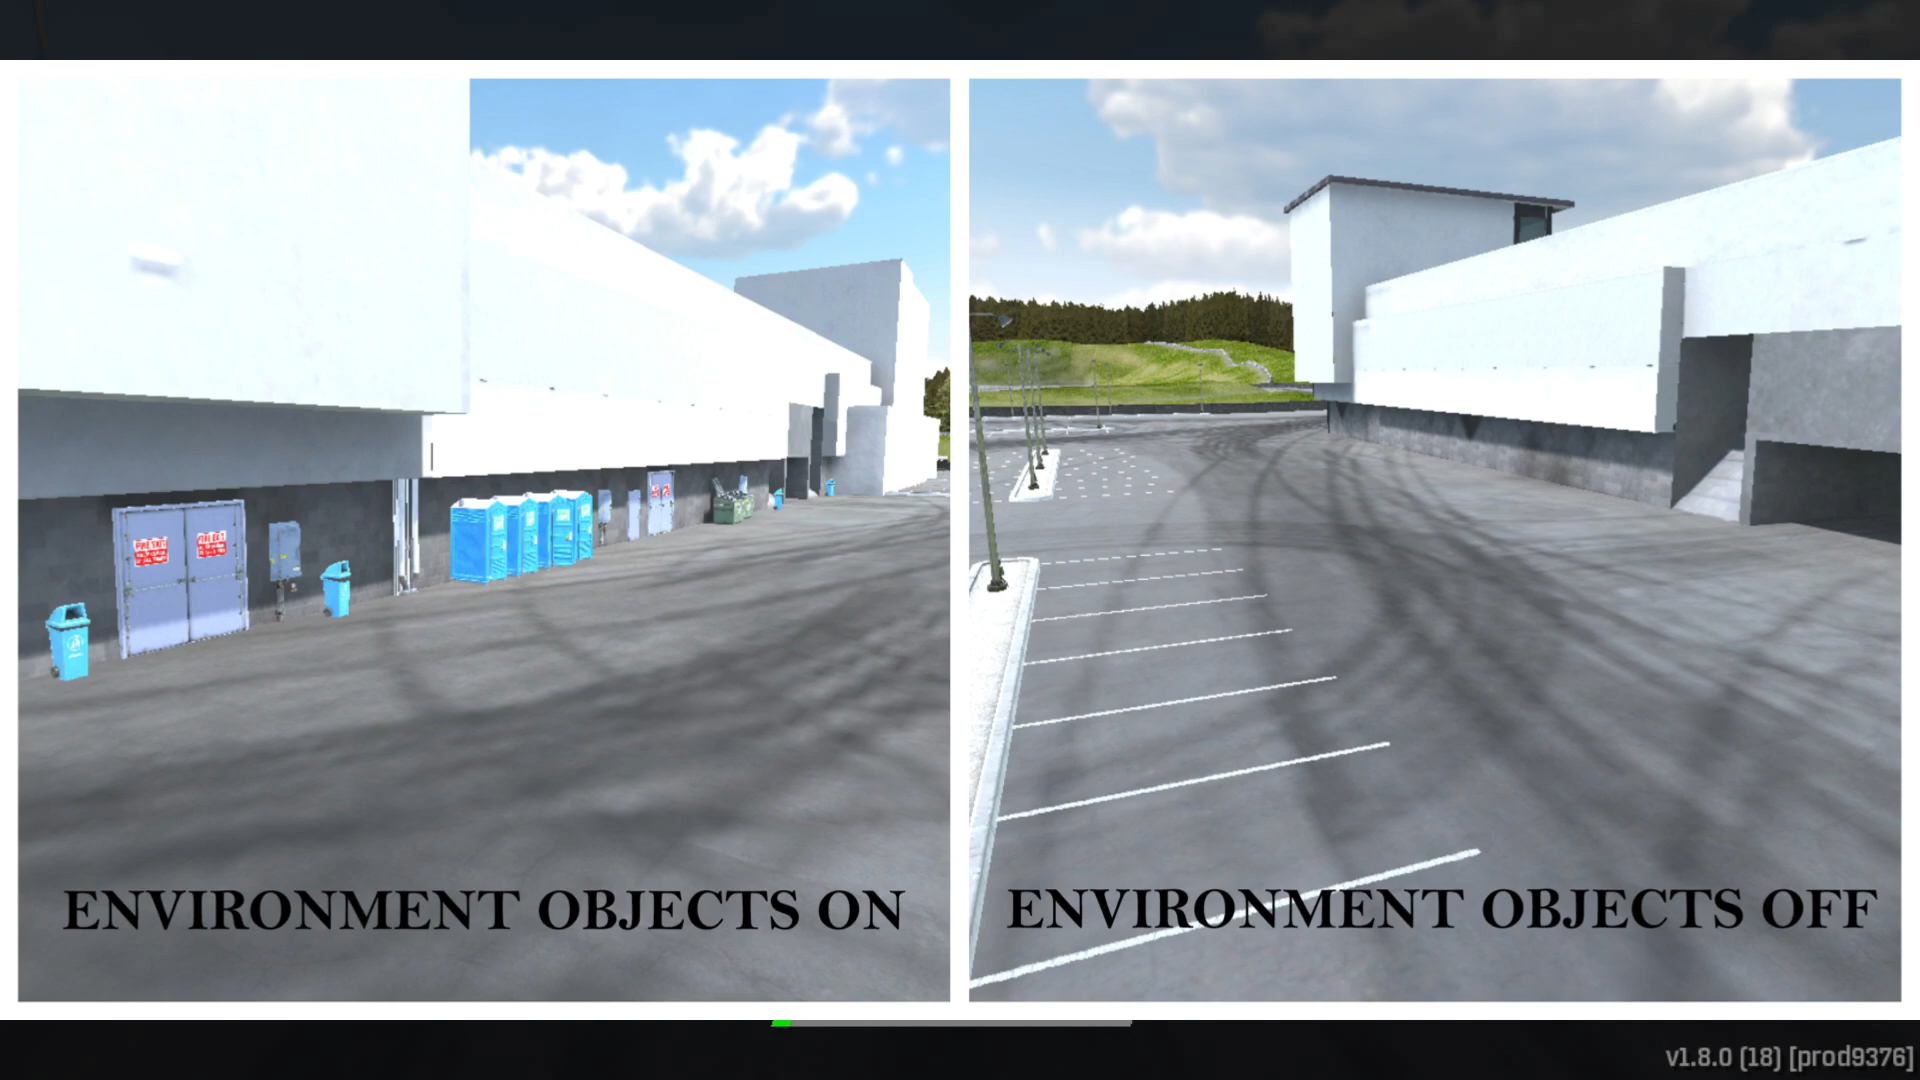 ENVIRONMENT OBJECTS ON
ENVIRONMENT OBJECTS OFF
v1.8.0 (18) [prod9376]